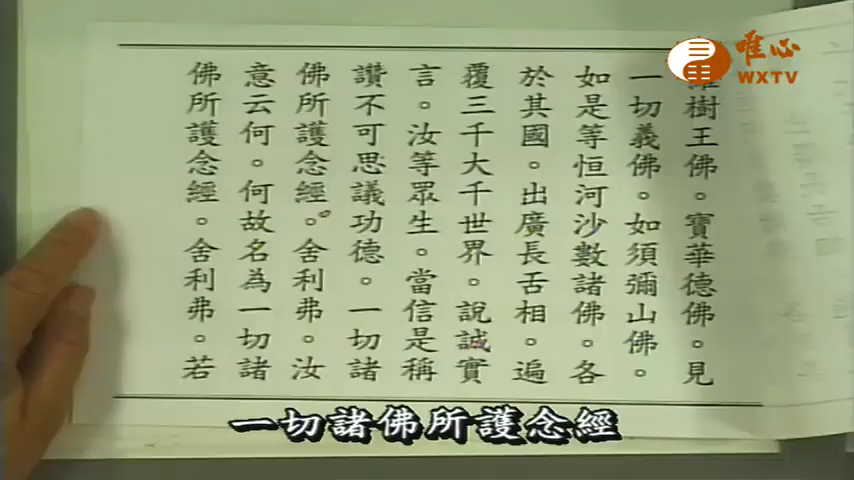 樹王佛。寶華德佛。見
一切義佛。如須彌山佛。
如是等恒河沙數諸佛。各
於其國。出廣長舌相。遍
覆三千大千世界。說誠實
言。汝等眾生。當信是稱
讚不可思議功德。一切諸
佛所護念經。舍利弗。汝
意云何。何故名為一切諸
佛所護念經。舍利弗。若
唯心
WXTV
一切諸佛所護念經